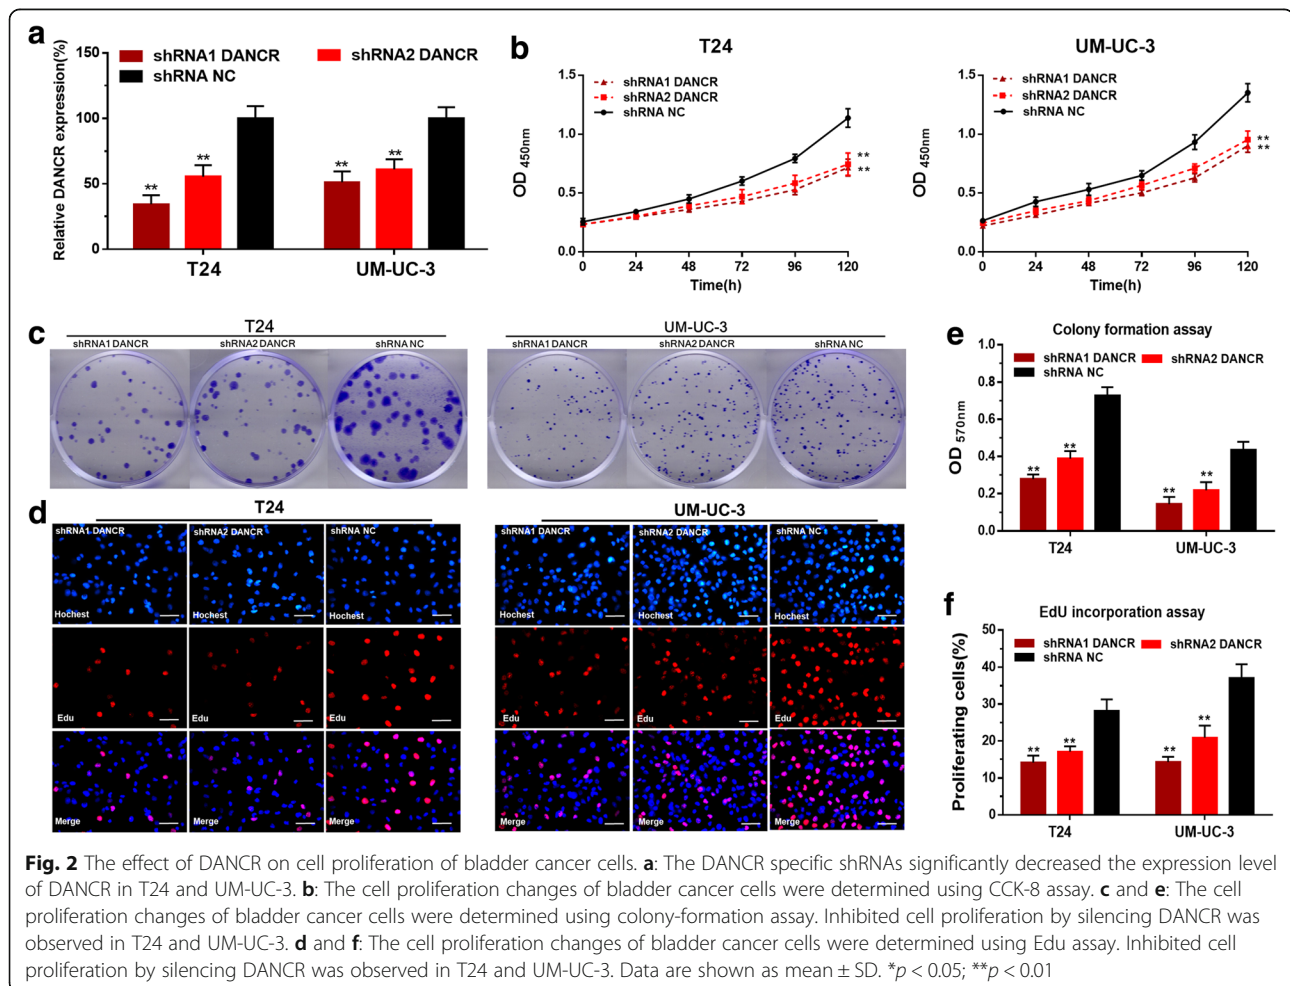 a
shRNA1 DANCR
shRNA2 DANCR
shRNA NC
Relative DANCR expression(%)
150
100
50
0
T24
UM-UC-3
**
**
**
**
b
T24
shRNA1 DANCR
shRNA2 DANCR
shRNA NC
OD 450nm
1.5
1.0
0.5
0.0
**
**
0 24 48 72 96 120
Time(h)
UM-UC-3
shRNA1 DANCR
shRNA2 DANCR
shRNA NC
OD 450nm
1.5
1.0
0.5
0.0
**
**
0 24 48 72 96 120
Time(h)
c
T24
shRNA1 DANCR shRNA2 DANCR shRNA NC
UM-UC-3
shRNA1 DANCR shRNA2 DANCR shRNA NC
d
T24
shRNA1 DANCR shRNA2 DANCR shRNA NC
Hochest Hochest Hochest
Edu Edu Edu
Merge Merge Merge
UM-UC-3
shRNA1 DANCR shRNA2 DANCR shRNA NC
Hochest Hochest Hochest
Edu Edu Edu
Merge Merge Merge
e
Colony formation assay
shRNA1 DANCR
shRNA2 DANCR
shRNA NC
OD 570nm
1.0
0.8
0.6
0.4
0.2
0.0
**
**
**
**
T24
UM-UC-3
f
EdU incorporation assay
shRNA1 DANCR
shRNA2 DANCR
shRNA NC
Proliferating cells(%)
50
40
30
20
10
0
**
**
**
**
T24
UM-UC-3
Fig. 2 The effect of DANCR on cell proliferation of bladder cancer cells. a: The DANCR specific shRNAs significantly decreased the expression level
of DANCR in T24 and UM-UC-3. b: The cell proliferation changes of bladder cancer cells were determined using CCK-8 assay. c and e: The cell
proliferation changes of bladder cancer cells were determined using colony-formation assay. Inhibited cell proliferation by silencing DANCR was
observed in T24 and UM-UC-3. d and f: The cell proliferation changes of bladder cancer cells were determined using Edu assay. Inhibited cell
proliferation by silencing DANCR was observed in T24 and UM-UC-3. Data are shown as mean ± SD. *p < 0.05; **p < 0.01